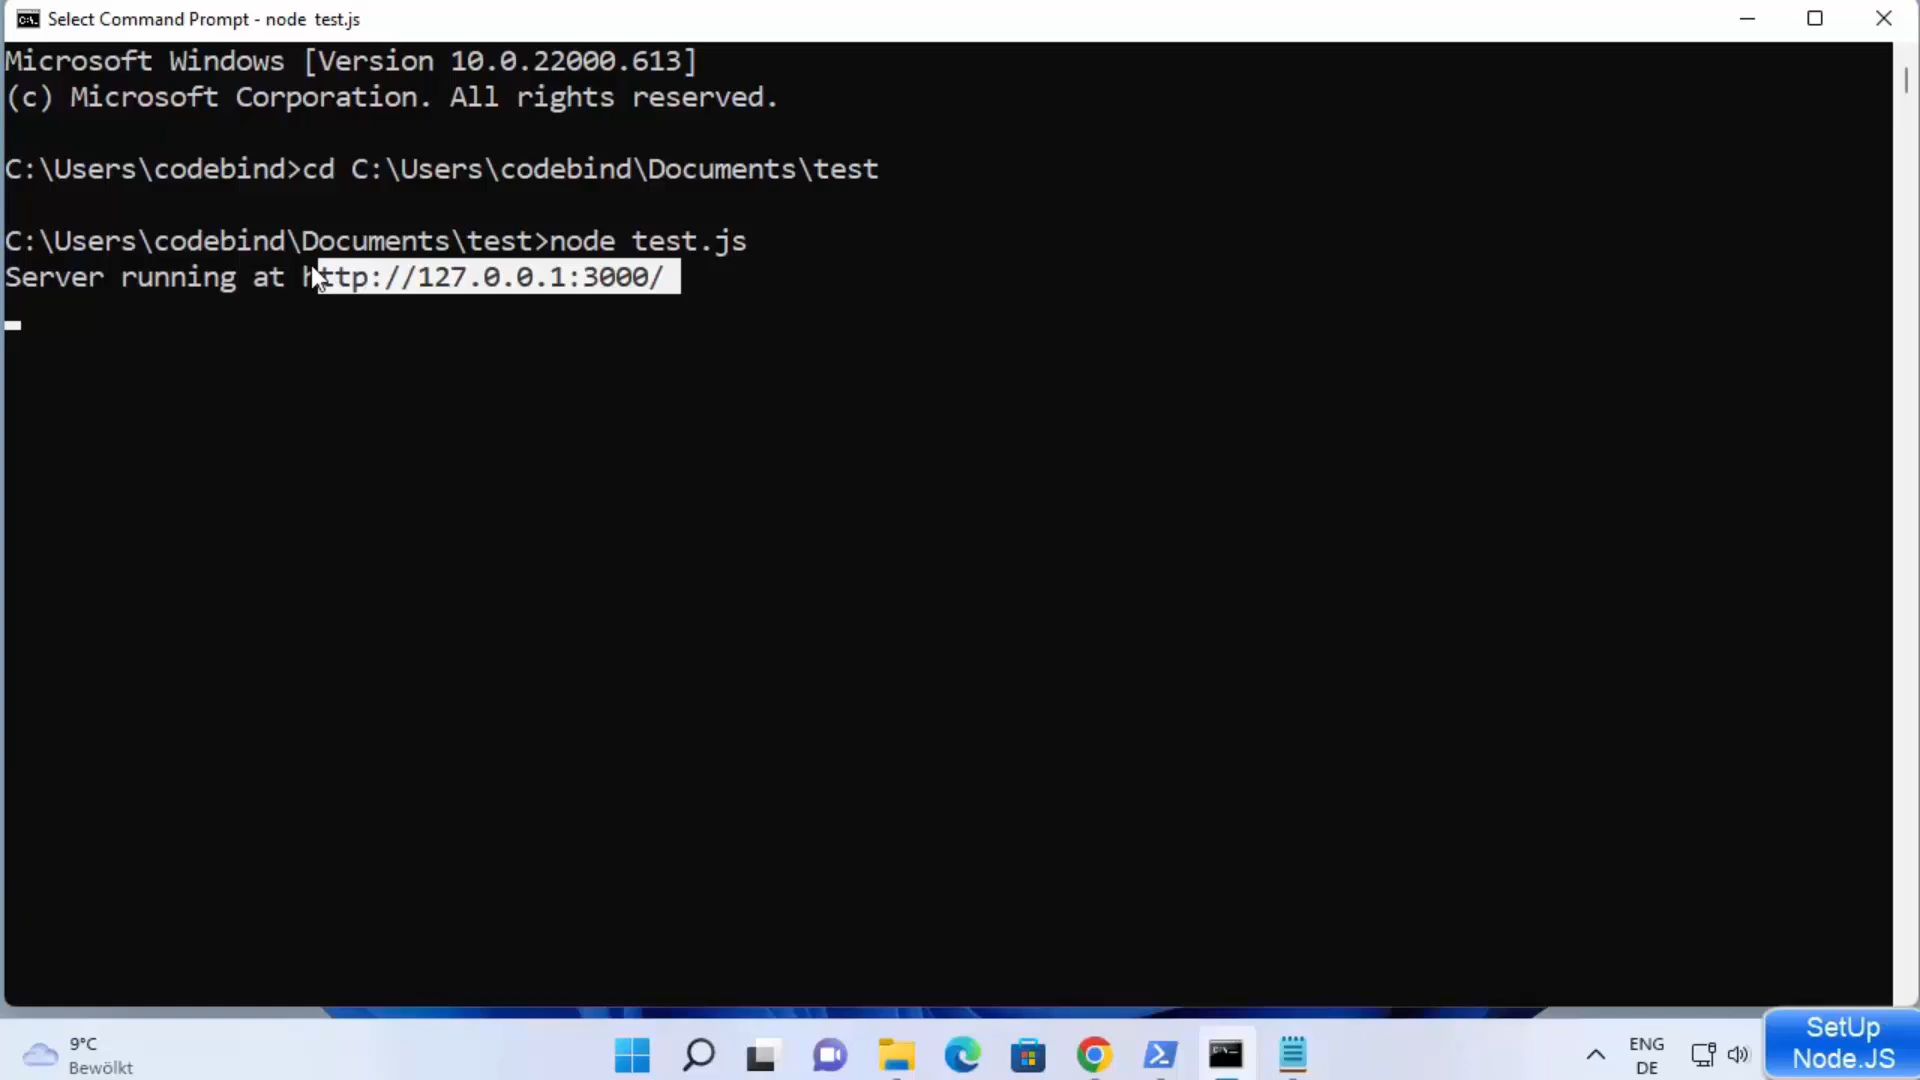 Select Command Prompt - node test.js
Microsoft Windows [Version 10.0.22000.613]
(c) Microsoft Corporation. All rights reserved.
C:\Users\codebind>cd C:\Users\codebind\Documents\test
C:\Users\codebind\Documents\test>node test.js
Server running at http://127.0.0.1:3000/
9°C
Bewölkt
ENG
DE
SetUp
Node.JS